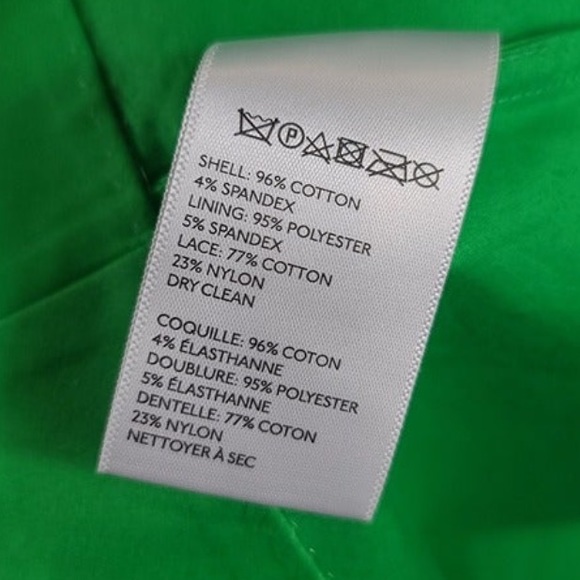 P
SHELL: 96% COTTON
4% SPANDEX
LINING: 95% POLYESTER
5% SPANDEX
LACE: 77% COTTON
23% NYLON
DRY CLEAN
COQUILLE: 96% COTON
4% ÉLASTHANNE
DOUBLURE: 95% POLYESTER
5% ÉLASTHANNE
DENTELLE: 77% COTON
23% NYLON
NETTOYER À SEC